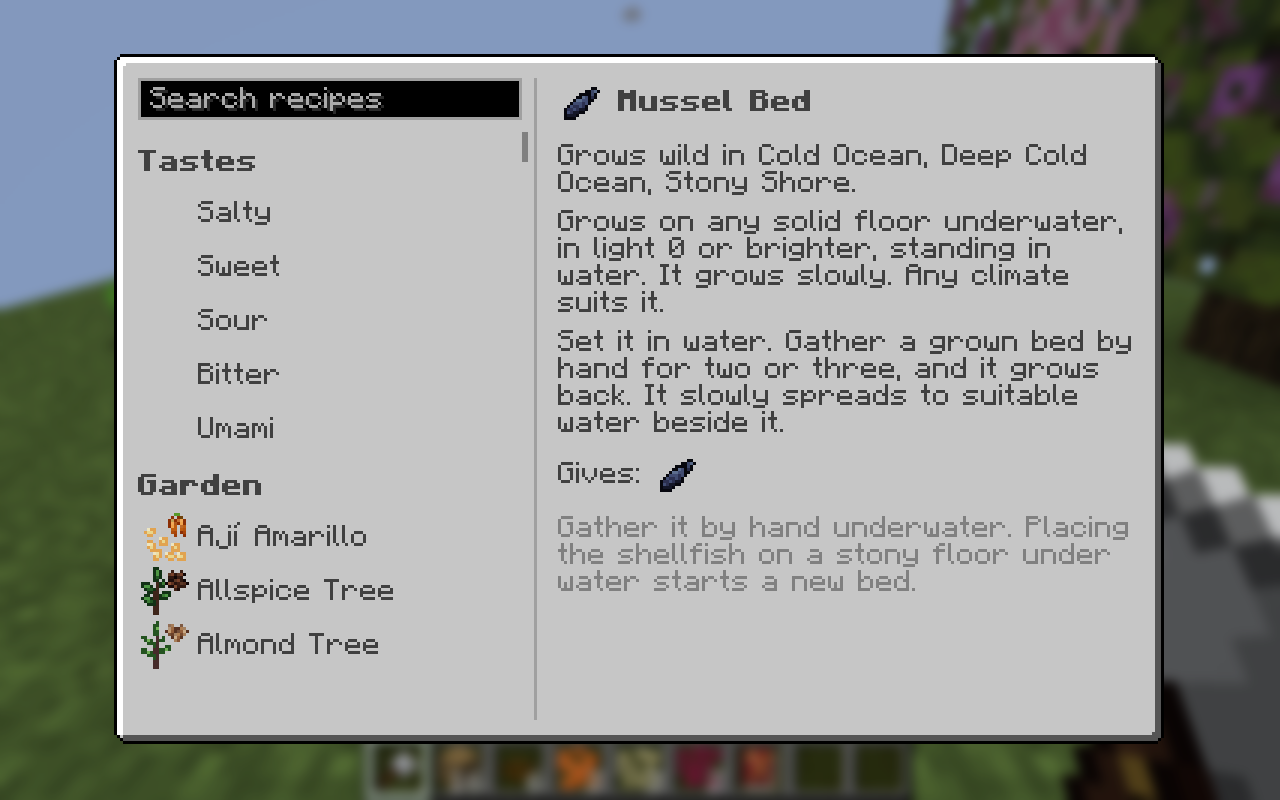 Search recipes
Tastes
Salty
Sweet
Sour
Bitter
Umami
Garden
Ají Amarillo
Allspice Tree
Almond Tree
Mussel Bed
Grows wild in Cold Ocean, Deep Cold
Ocean, Stony Shore.
Grows on any solid floor underwater,
in light 0 or brighter, standing in
water. It grows slowly. Any climate
suits it.
Set it in water. Gather a grown bed by
hand for two or three, and it grows
back. It slowly spreads to suitable
water beside it.
Gives:
Gather it by hand underwater. Placing
the shellfish on a stony floor under
water starts a new bed.